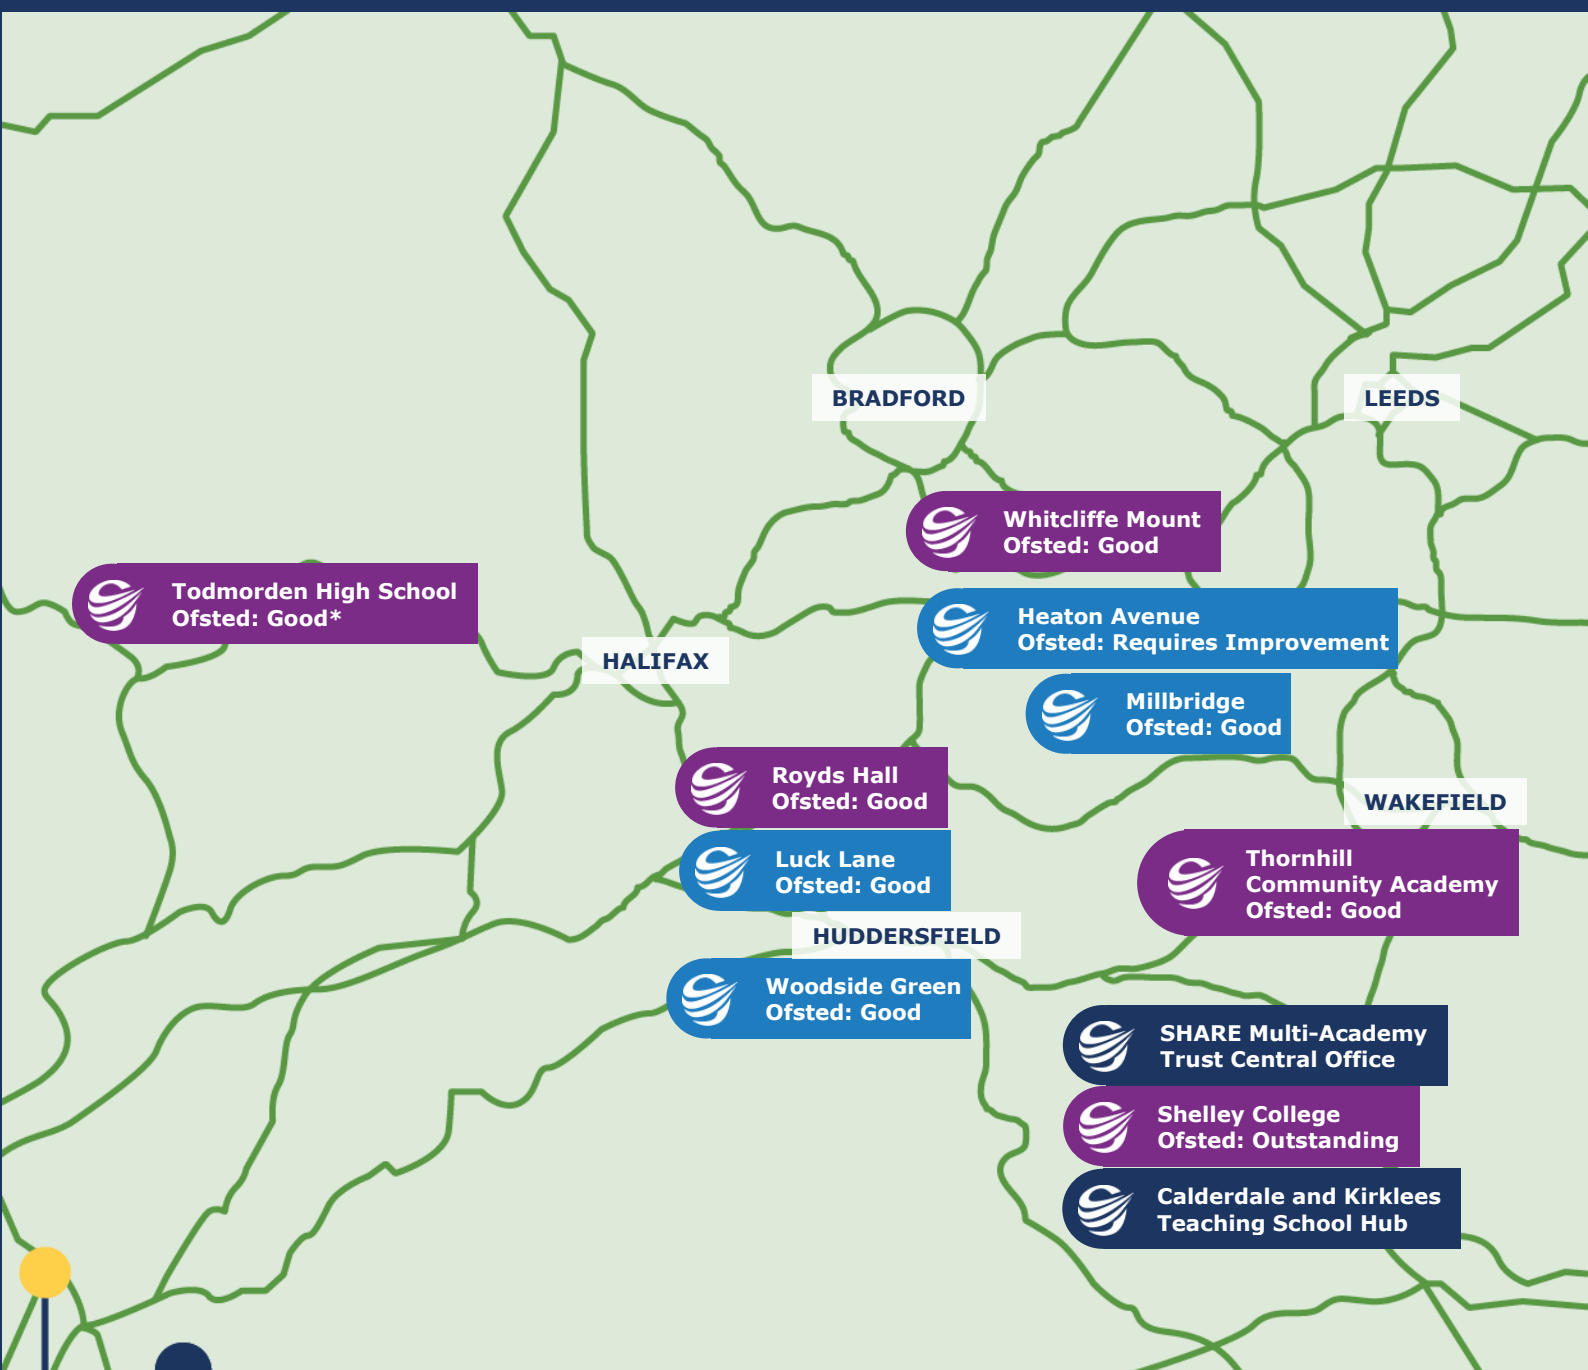 BRADFORD
LEEDS
Whitcliffe Mount
Ofsted: Good
Todmorden High School
Ofsted: Good*
Heaton Avenue
Ofsted: Requires Improvement
HALIFAX
Millbridge
Ofsted: Good
Royds Hall
Ofsted: Good
WAKEFIELD
Luck Lane
Ofsted: Good
Thornhill
Community Academy
Ofsted: Good
HUDDERSFIELD
Woodside Green
Ofsted: Good
SHARE Multi-Academy
Trust Central Office
Shelley College
Ofsted: Outstanding
Calderdale and Kirklees
Teaching School Hub